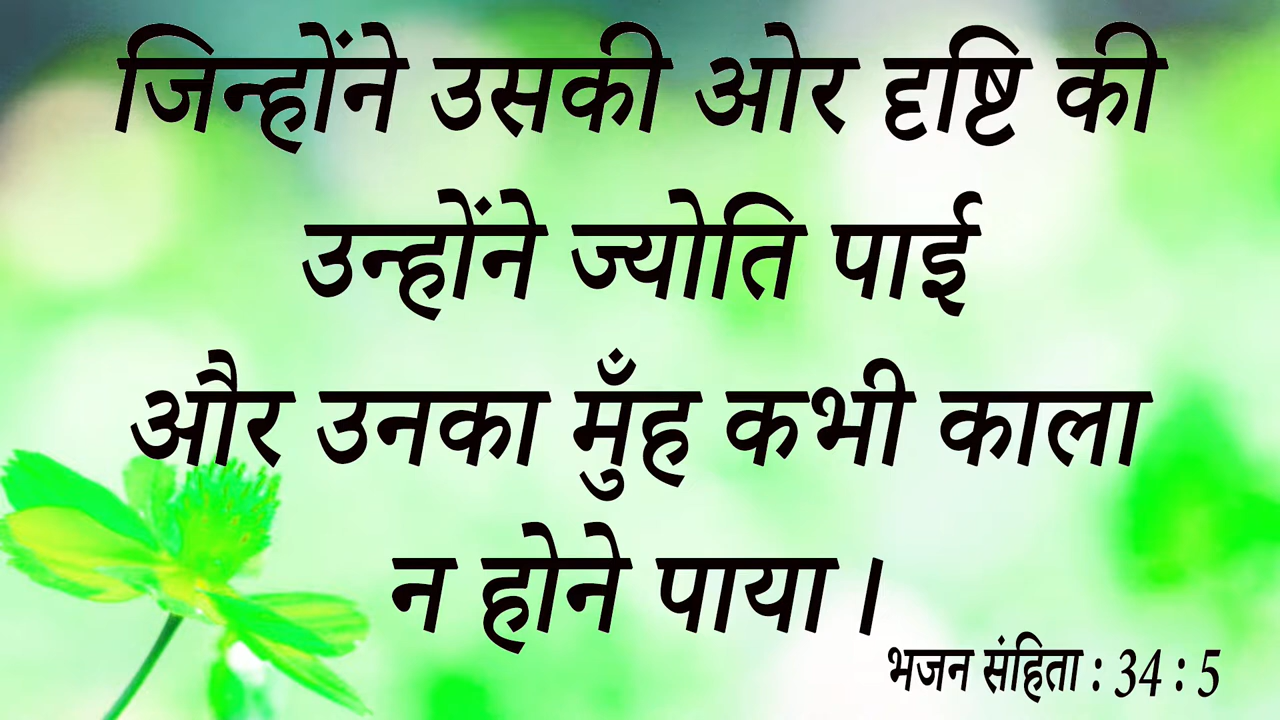 जिन्होंने उसकी ओर दृष्टि की
उन्होंने ज्योति पाई
और उनका मुँह कभी काला
न होने पाया।
भजन संहिता : 34 : 5